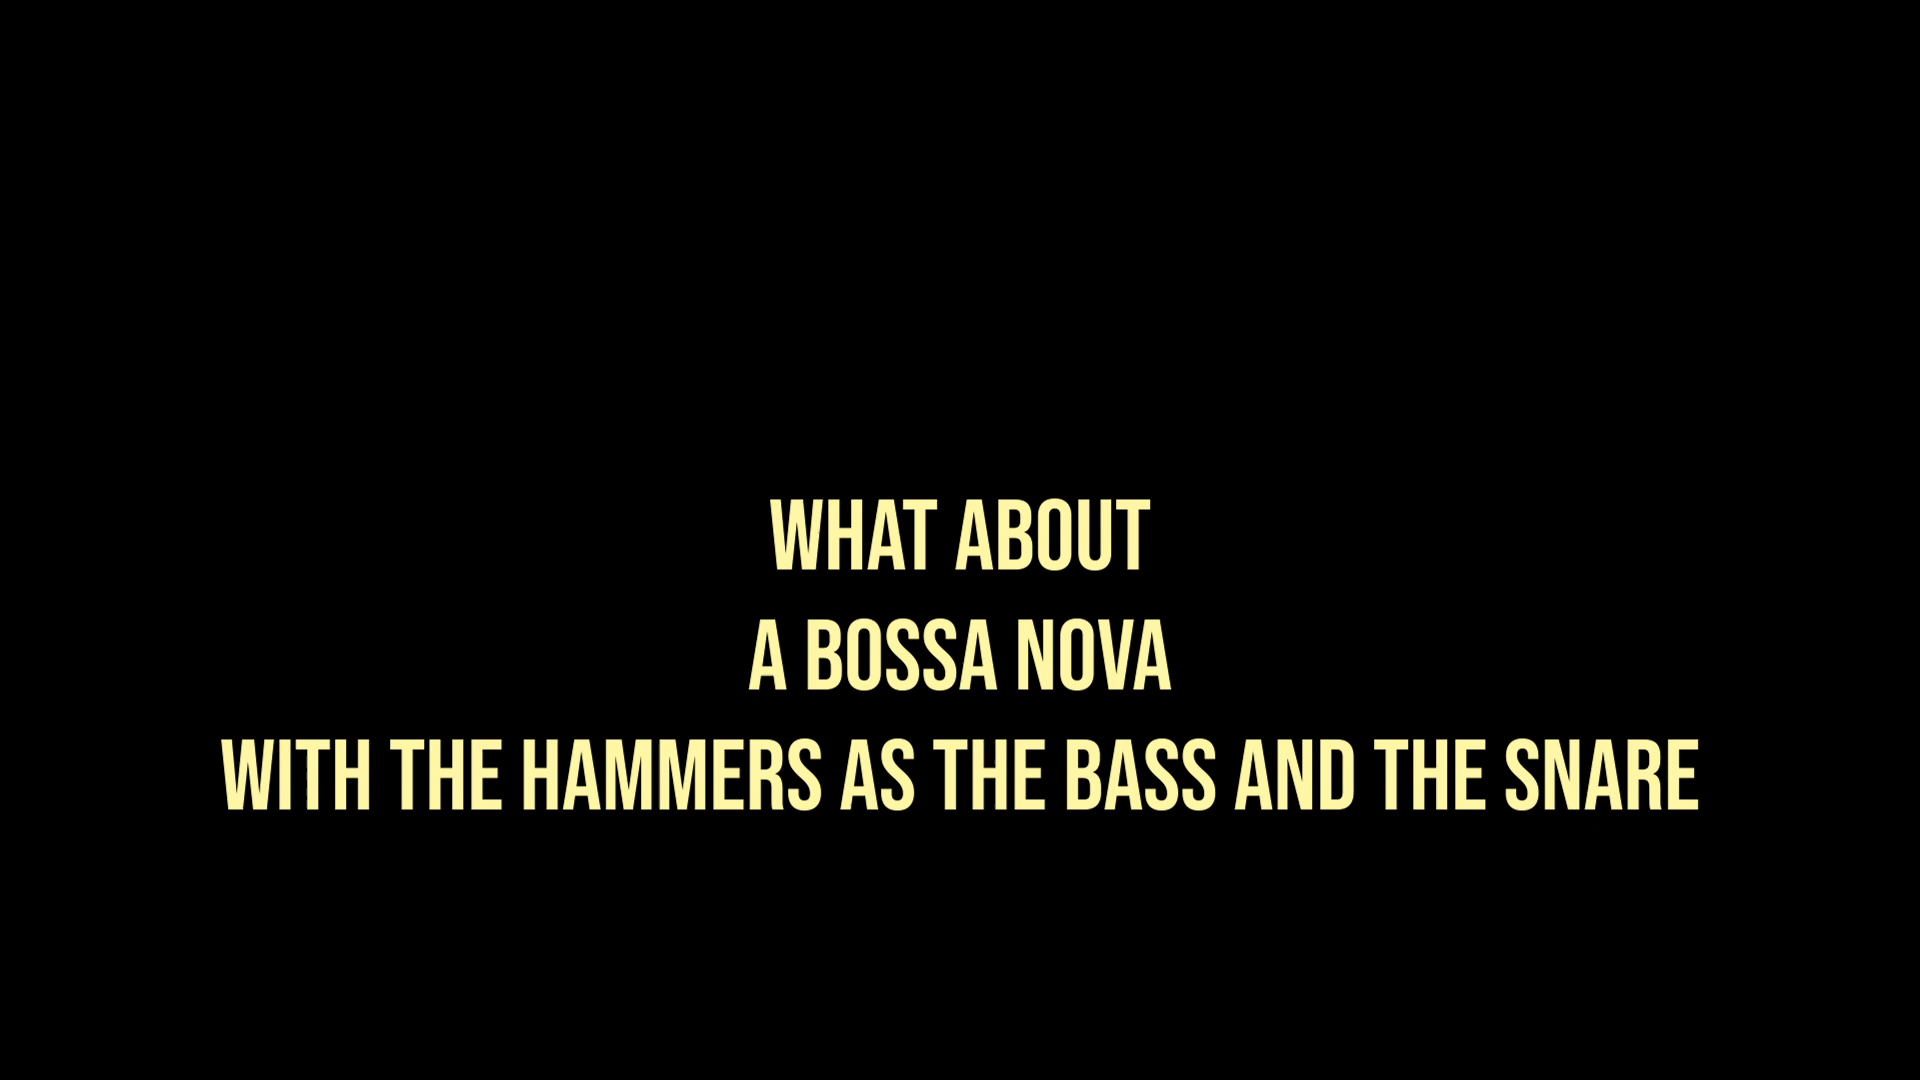 WHAT ABOUT
A BOSSA NOVA
WITH THE HAMMERS AS THE BASS AND THE SNARE